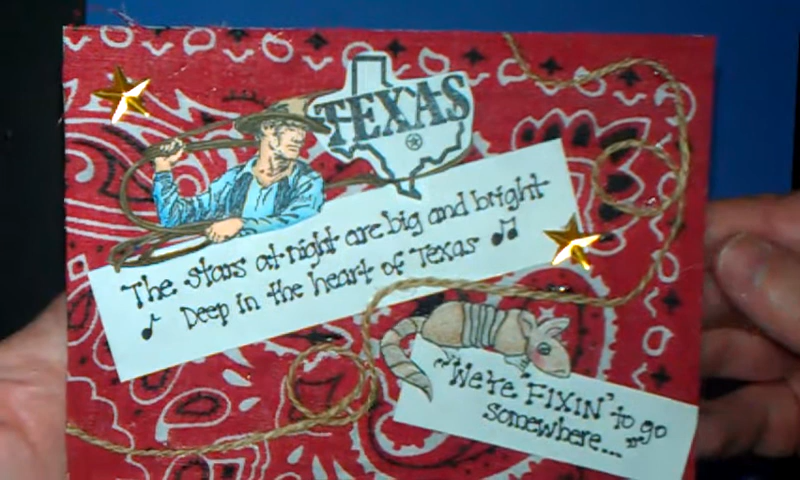 TEXAS
The stars at night are big and bright
Deep in the heart of Texas
"We're "FIXIN' to go
somewhere..."